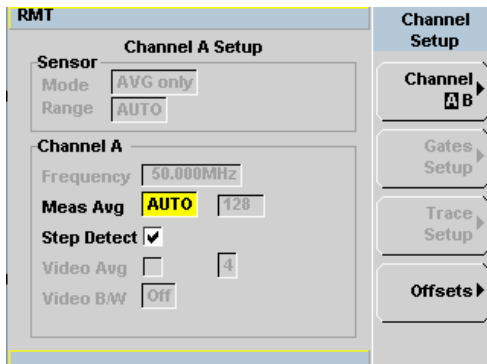 RMT
Channel A Setup
Sensor
Mode AVG only
Range AUTO
Channel A
Frequency 50.000MHz
Meas Avg AUTO 128
Step Detect
Video Avg 4
Video B/W Off
Channel
Setup
Channel
A B
Gates
Setup
Trace
Setup
Offsets